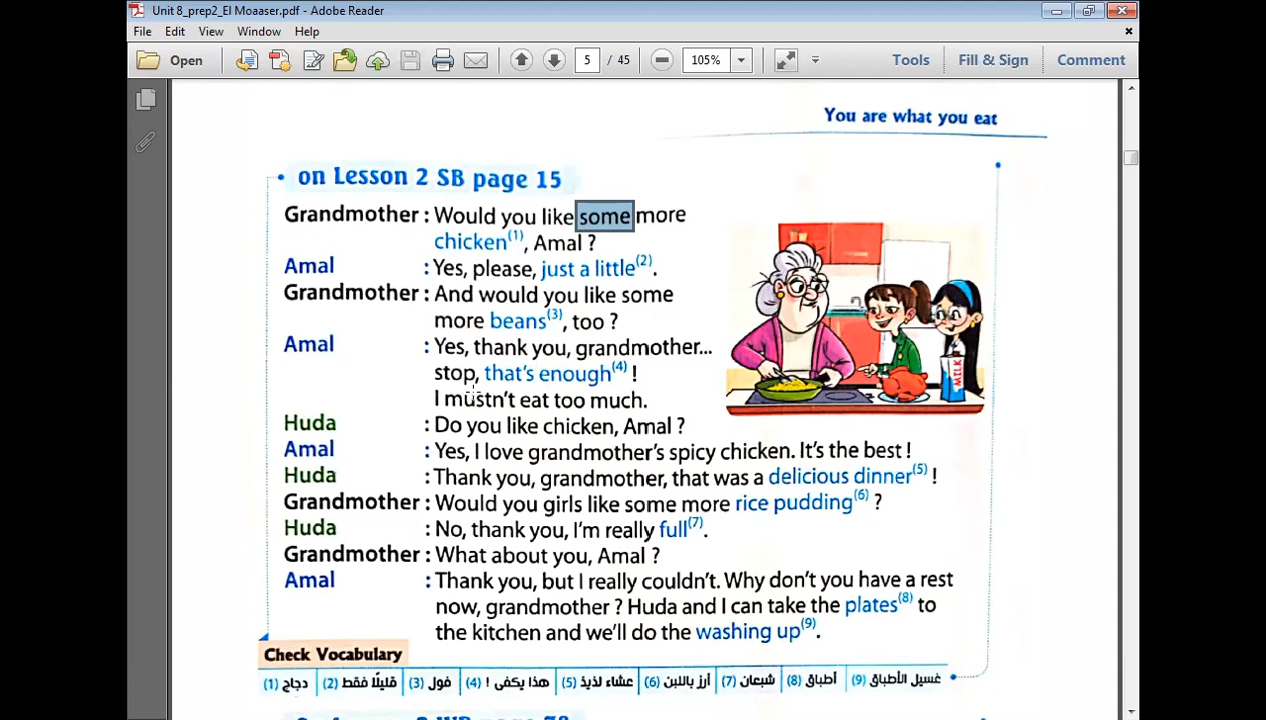 Unit 8_prep2_El Moaaser.pdf - Adobe Reader
File Edit View Window Help
Open 5 / 45 105% Tools Fill & Sign Comment
You are what you eat
• on Lesson 2 SB page 15
Grandmother : Would you like some more
chicken(1), Amal ?
Amal : Yes, please, just a little(2).
Grandmother : And would you like some
more beans(3), too ?
Amal : Yes, thank you, grandmother...
stop, that's enough(4) !
I mustn't eat too much.
Huda : Do you like chicken, Amal ?
Amal : Yes, I love grandmother's spicy chicken. It's the best !
Huda : Thank you, grandmother, that was a delicious dinner(5) !
Grandmother : Would you girls like some more rice pudding(6) ?
Huda : No, thank you, I'm really full(7).
Grandmother : What about you, Amal ?
Amal : Thank you, but I really couldn't. Why don't you have a rest
now, grandmother ? Huda and I can take the plates(8) to
the kitchen and we'll do the washing up(9).
MILK
Check Vocabulary
(1) دجاج (2) قليلًا فقط (3) فول (4) هذا يكفى ! (5) عشاء لذيذ (6) أرز باللبن (7) شبعان (8) أطباق (9) غسيل الأطباق